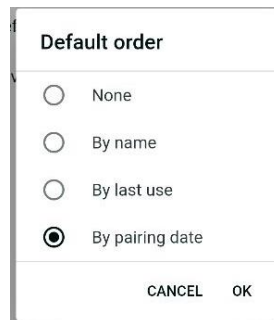 Default order
None
By name
By last use
By pairing date
CANCEL OK